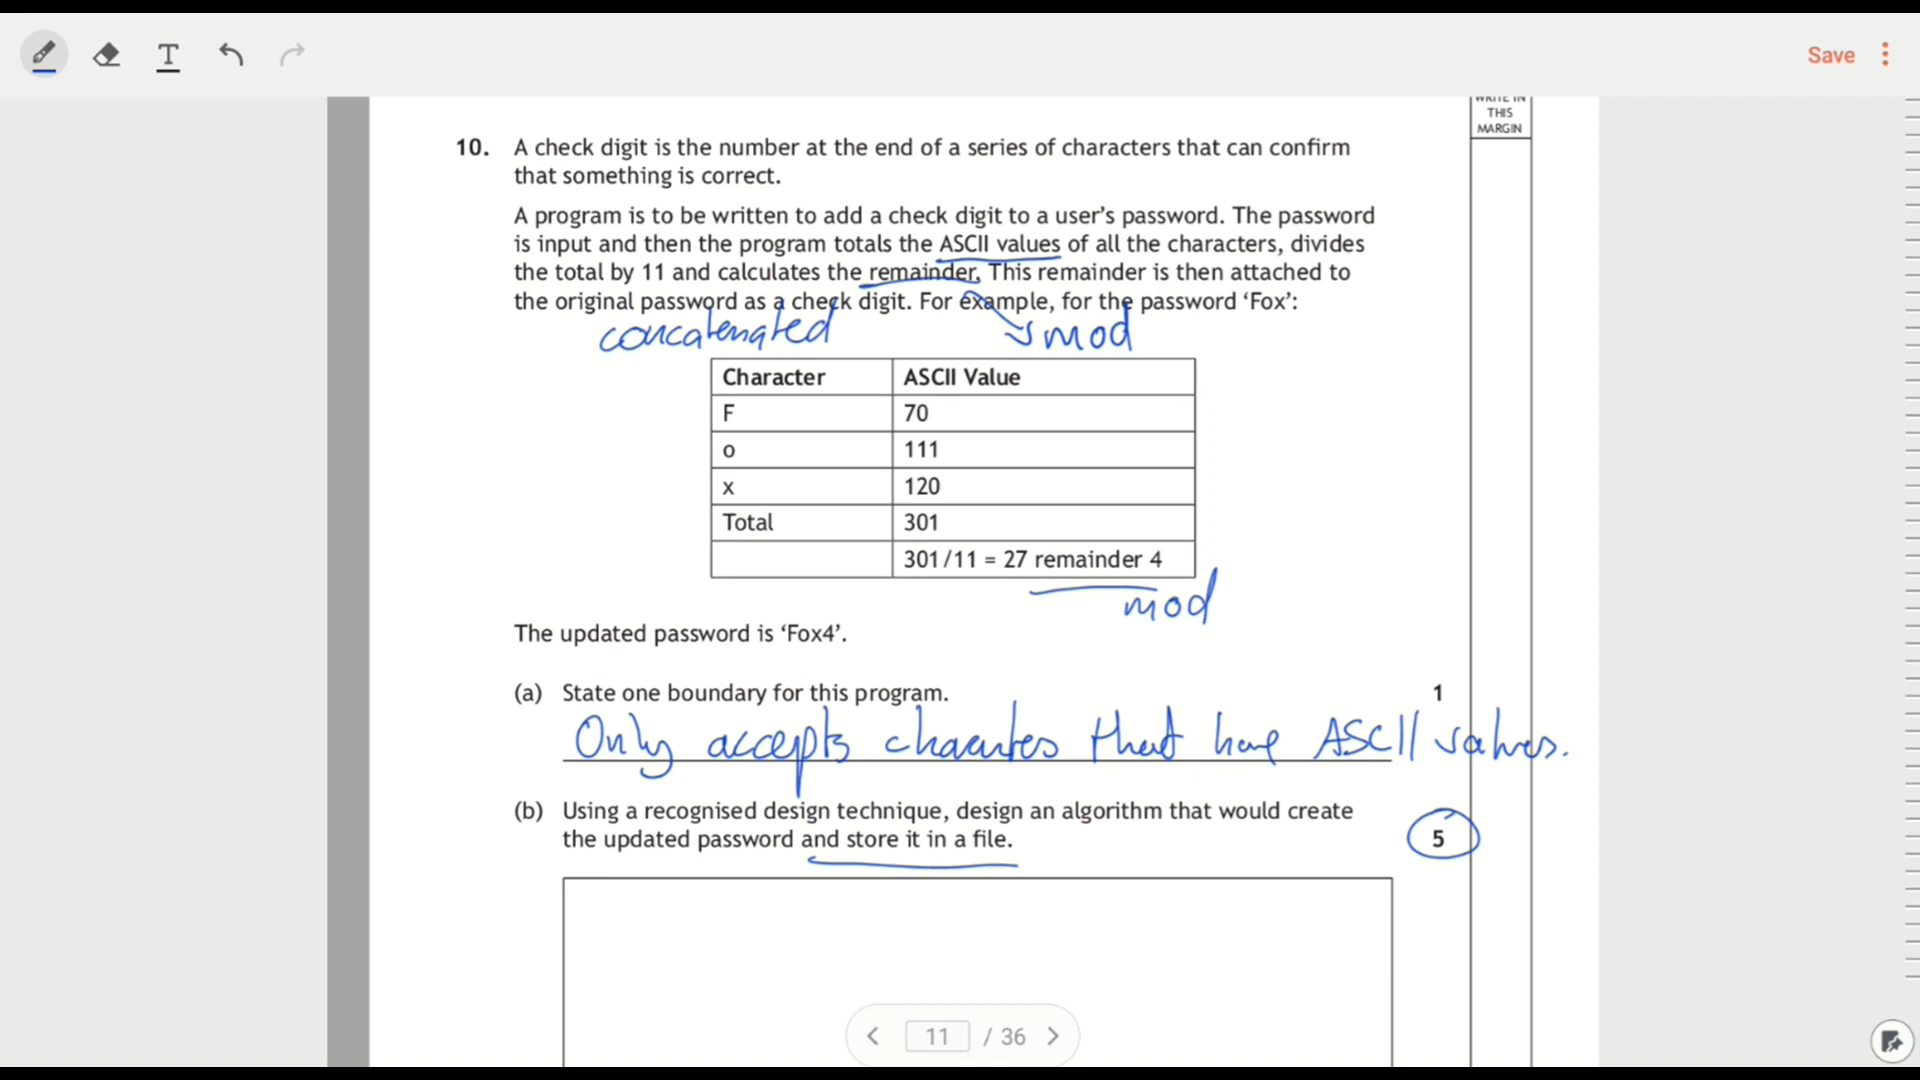 T
Save
WRITE IN
THIS
MARGIN
10. A check digit is the number at the end of a series of characters that can confirm
that something is correct.
A program is to be written to add a check digit to a user’s password. The password
is input and then the program totals the ASCII values of all the characters, divides
the total by 11 and calculates the remainder. This remainder is then attached to
the original password as a check digit. For example, for the password ‘Fox’:
concatenated mod
Character ASCII Value
F 70
o 111
x 120
Total 301
301/11 = 27 remainder 4
mod
The updated password is ‘Fox4’.
(a) State one boundary for this program. 1
Only accepts charactes that have ASCII values.
(b) Using a recognised design technique, design an algorithm that would create
the updated password and store it in a file. 5
11 / 36